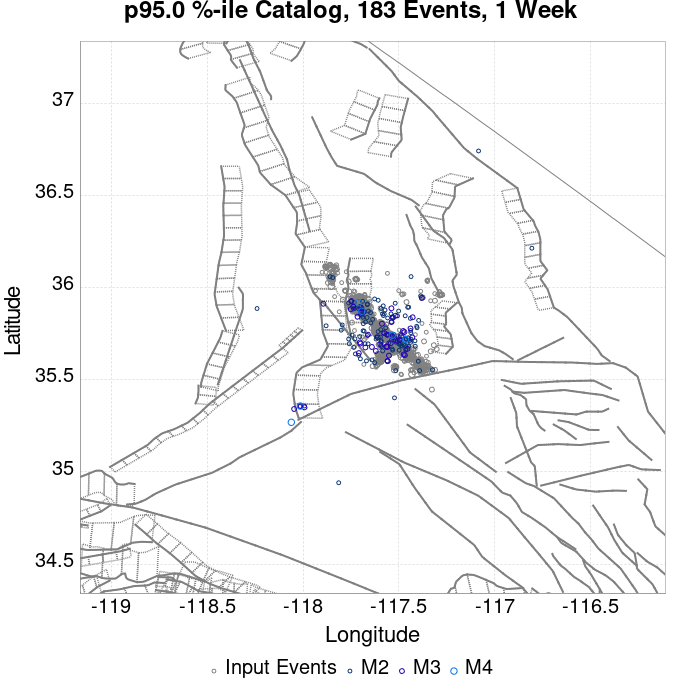 p95.0 %-ile Catalog, 183 Events, 1 Week
37
36.5
36
35.5
35
34.5
Latitude
-119
-118.5
-118
-117.5
-117
-116.5
Longitude
Input Events
M2
M3
M4